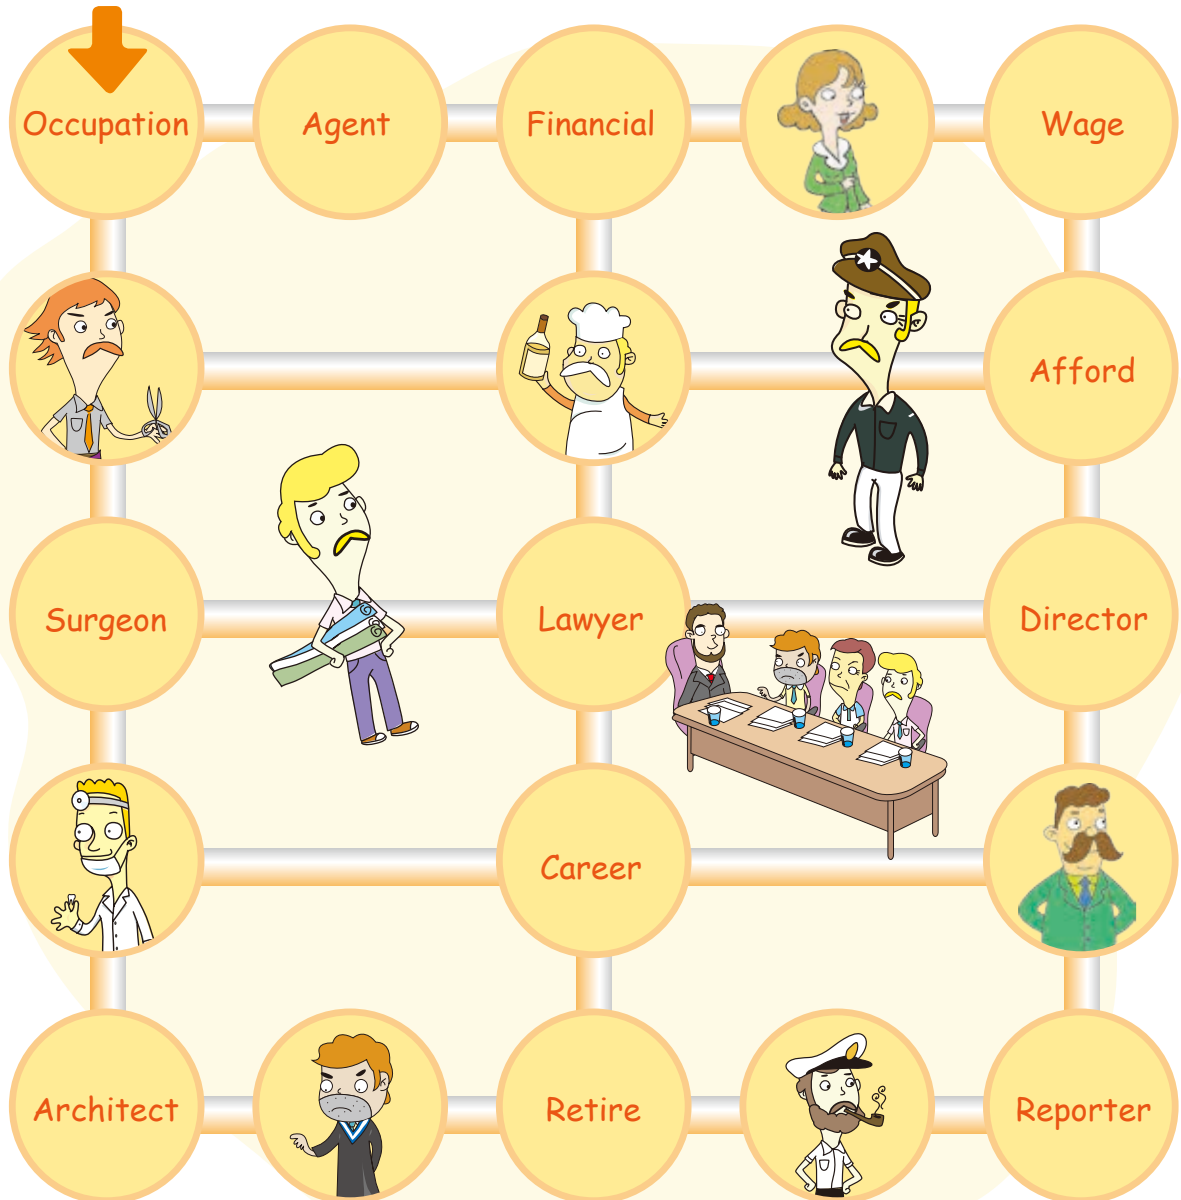 Occupation
Agent
Financial
Wage
Afford
Surgeon
Lawyer
Director
Career
Architect
Retire
Reporter